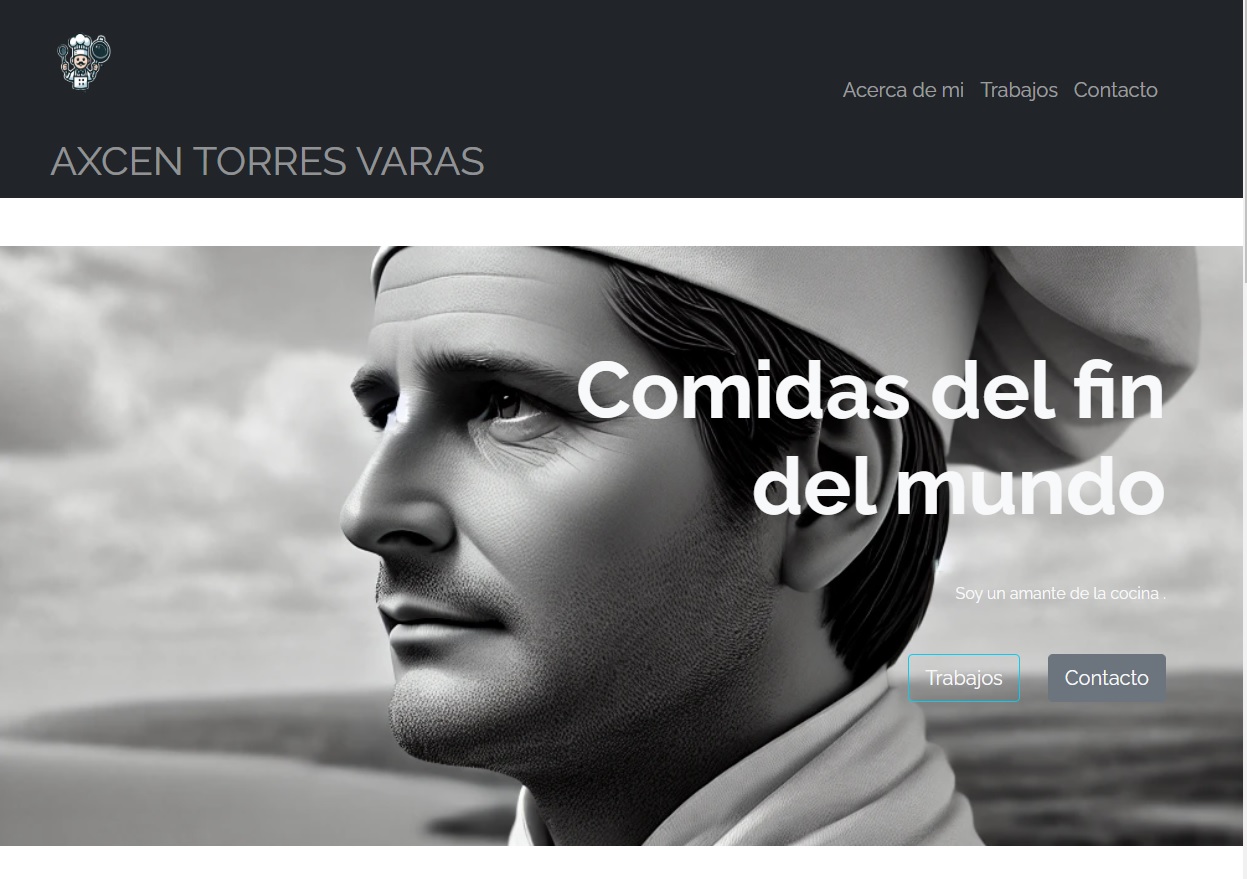 Acerca de mi Trabajos Contacto
AXCEN TORRES VARAS
Comidas del fin
del mundo
Soy un amante de la cocina .
Trabajos Contacto